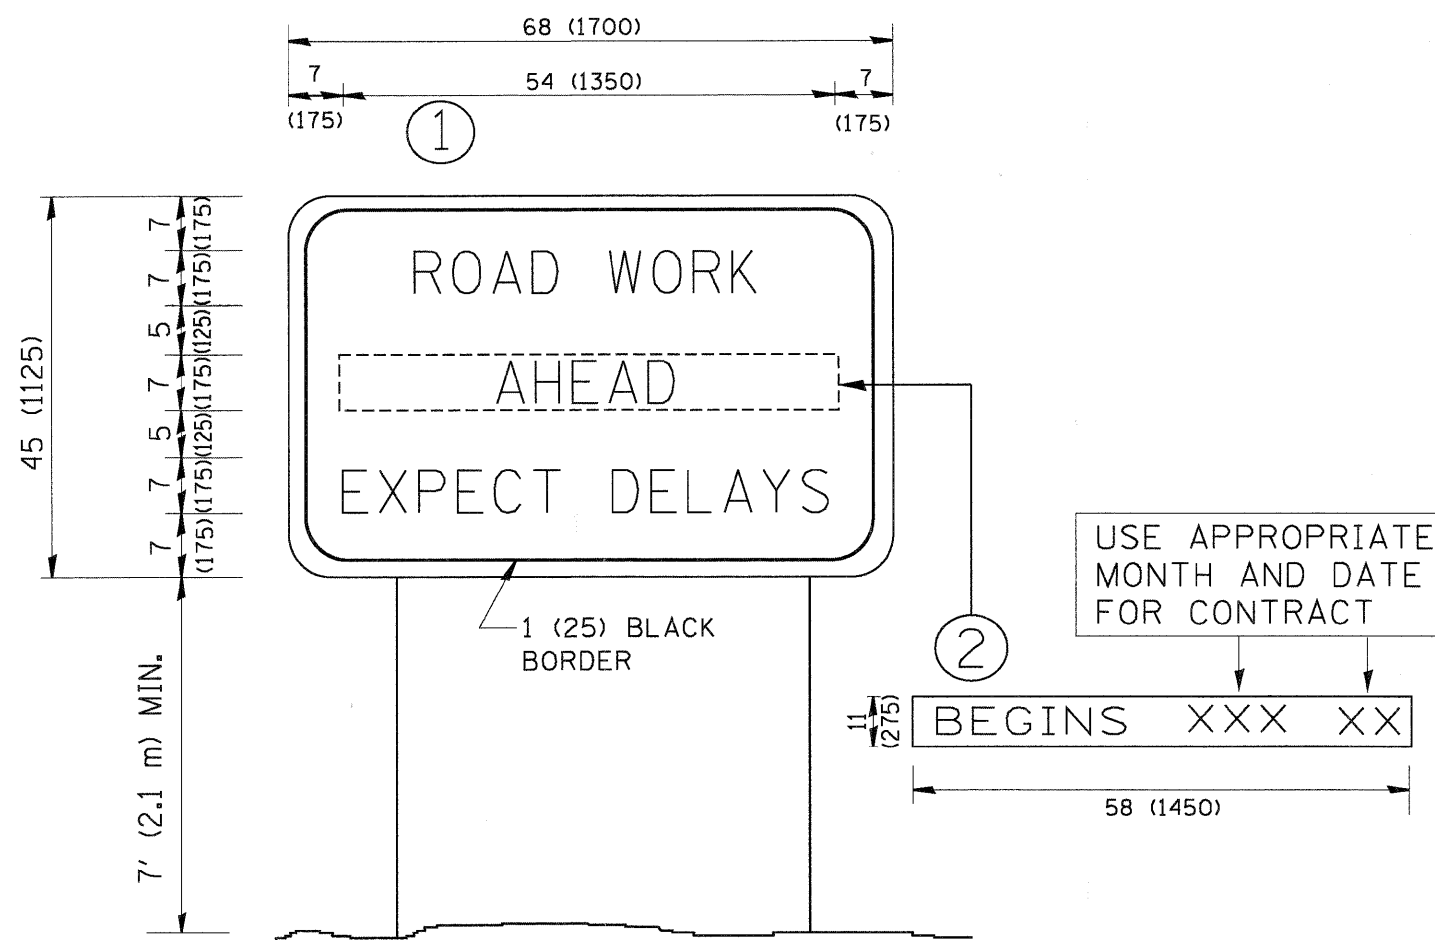 68 (1700)
7
54 (1350)
7
(175)
(175)
1
7
(175)
7
(175)
5
(125)
7
(175)
5
(125)
7
(175)
7
(175)
45 (1125)
ROAD WORK
AHEAD
EXPECT DELAYS
1 (25) BLACK
BORDER
7' (2.1 m) MIN.
2
USE APPROPRIATE
MONTH AND DATE
FOR CONTRACT
11
(275)
BEGINS XXX XX
58 (1450)